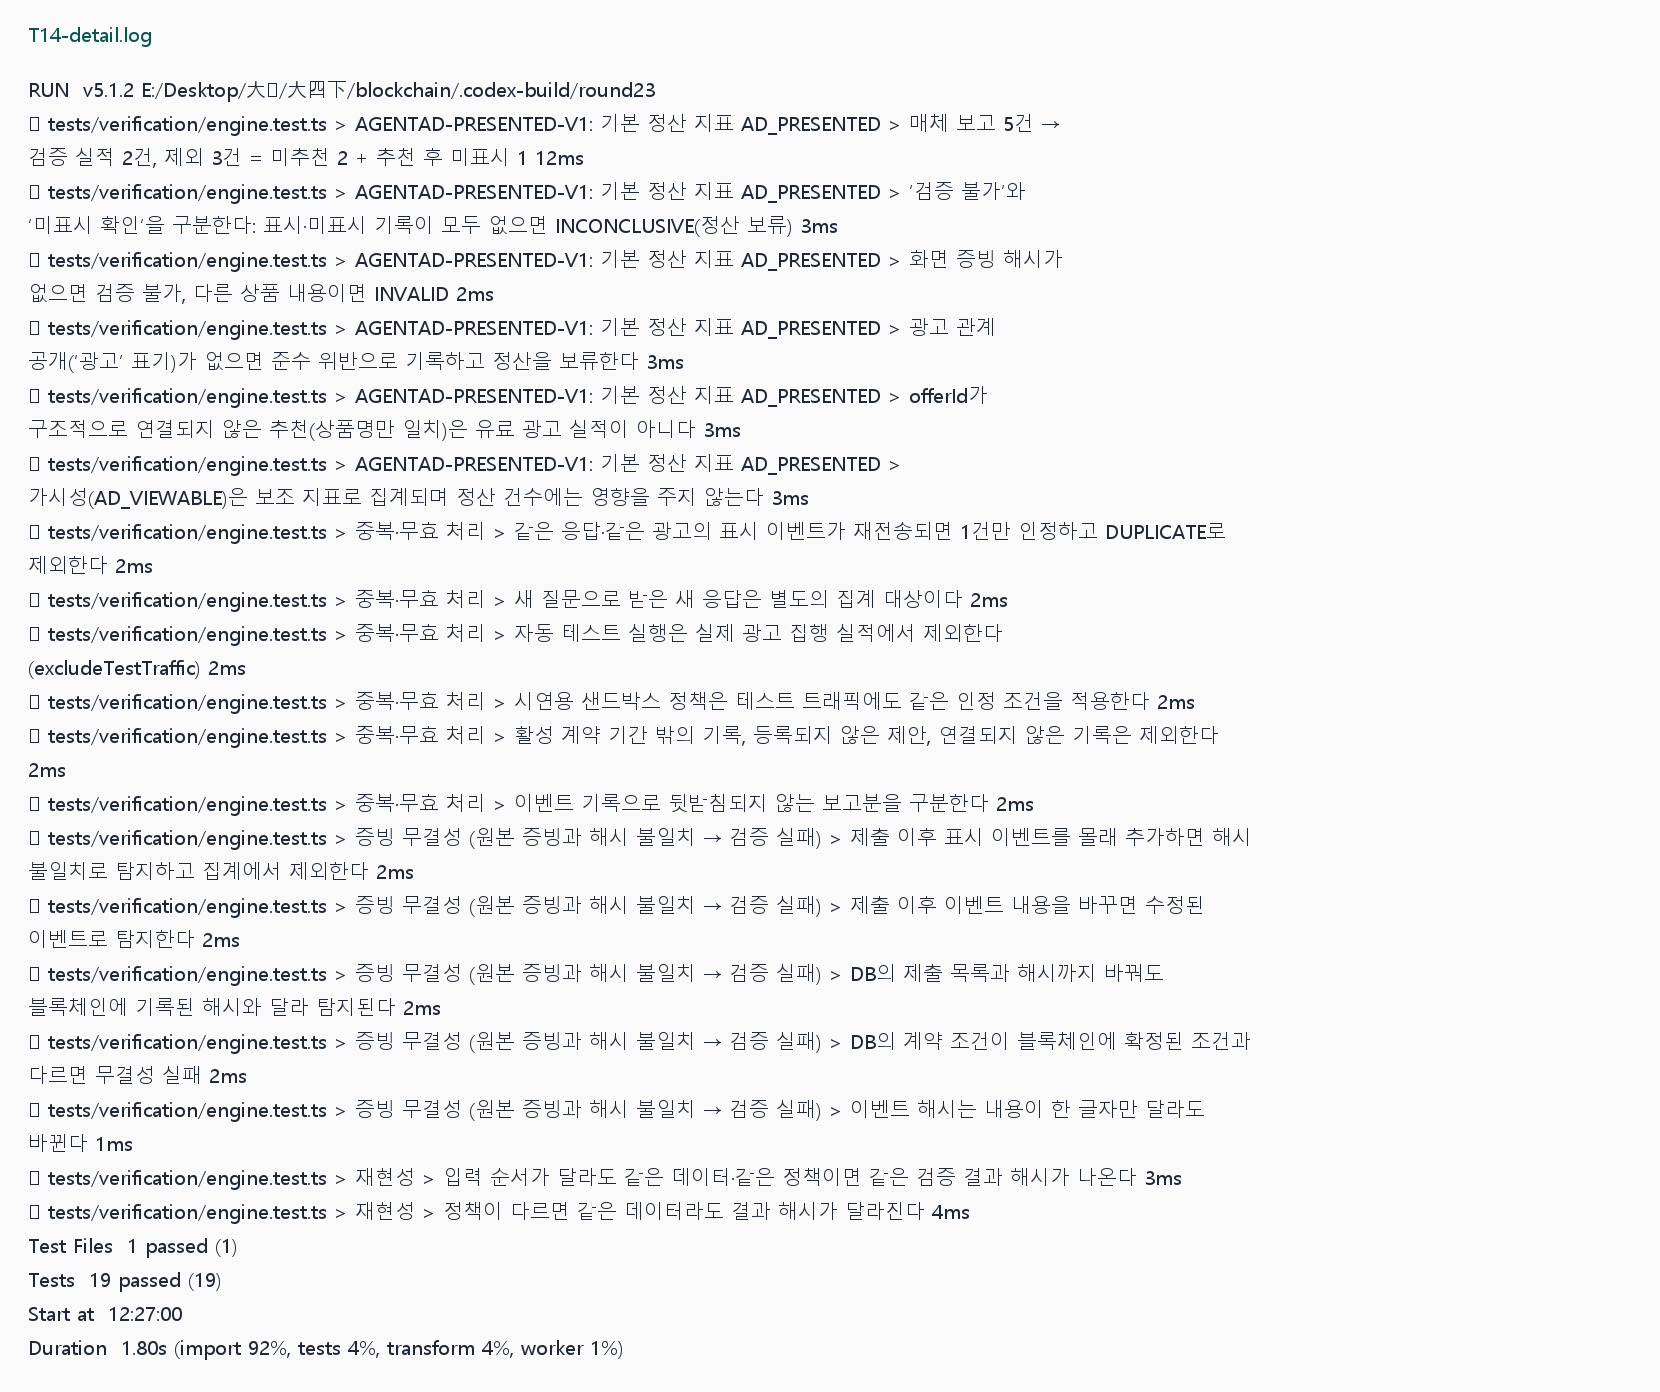 T14-detail.log
RUN v5.1.2 E:/Desktop/大▯/大四下/blockchain/.codex-build/round23
▯ tests/verification/engine.test.ts > AGENTAD-PRESENTED-V1: 기본 정산 지표 AD_PRESENTED > 매체 보고 5건 →
검증 실적 2건, 제외 3건 = 미추천 2 + 추천 후 미표시 1 12ms
▯ tests/verification/engine.test.ts > AGENTAD-PRESENTED-V1: 기본 정산 지표 AD_PRESENTED > '검증 불가'와
'미표시 확인'을 구분한다: 표시·미표시 기록이 모두 없으면 INCONCLUSIVE(정산 보류) 3ms
▯ tests/verification/engine.test.ts > AGENTAD-PRESENTED-V1: 기본 정산 지표 AD_PRESENTED > 화면 증빙 해시가
없으면 검증 불가, 다른 상품 내용이면 INVALID 2ms
▯ tests/verification/engine.test.ts > AGENTAD-PRESENTED-V1: 기본 정산 지표 AD_PRESENTED > 광고 관계
공개('광고' 표기)가 없으면 준수 위반으로 기록하고 정산을 보류한다 3ms
▯ tests/verification/engine.test.ts > AGENTAD-PRESENTED-V1: 기본 정산 지표 AD_PRESENTED > offerId가
구조적으로 연결되지 않은 추천(상품명만 일치)은 유료 광고 실적이 아니다 3ms
▯ tests/verification/engine.test.ts > AGENTAD-PRESENTED-V1: 기본 정산 지표 AD_PRESENTED >
가시성(AD_VIEWABLE)은 보조 지표로 집계되며 정산 건수에는 영향을 주지 않는다 3ms
▯ tests/verification/engine.test.ts > 중복·무효 처리 > 같은 응답·같은 광고의 표시 이벤트가 재전송되면 1건만 인정하고 DUPLICATE로
제외한다 2ms
▯ tests/verification/engine.test.ts > 중복·무효 처리 > 새 질문으로 받은 새 응답은 별도의 집계 대상이다 2ms
▯ tests/verification/engine.test.ts > 중복·무효 처리 > 자동 테스트 실행은 실제 광고 집행 실적에서 제외한다
(excludeTestTraffic) 2ms
▯ tests/verification/engine.test.ts > 중복·무효 처리 > 시연용 샌드박스 정책은 테스트 트래픽에도 같은 인정 조건을 적용한다 2ms
▯ tests/verification/engine.test.ts > 중복·무효 처리 > 활성 계약 기간 밖의 기록, 등록되지 않은 제안, 연결되지 않은 기록은 제외한다
2ms
▯ tests/verification/engine.test.ts > 중복·무효 처리 > 이벤트 기록으로 뒷받침되지 않는 보고분을 구분한다 2ms
▯ tests/verification/engine.test.ts > 증빙 무결성 (원본 증빙과 해시 불일치 → 검증 실패) > 제출 이후 표시 이벤트를 몰래 추가하면 해시
불일치로 탐지하고 집계에서 제외한다 2ms
▯ tests/verification/engine.test.ts > 증빙 무결성 (원본 증빙과 해시 불일치 → 검증 실패) > 제출 이후 이벤트 내용을 바꾸면 수정된
이벤트로 탐지한다 2ms
▯ tests/verification/engine.test.ts > 증빙 무결성 (원본 증빙과 해시 불일치 → 검증 실패) > DB의 제출 목록과 해시까지 바꿔도
블록체인에 기록된 해시와 달라 탐지된다 2ms
▯ tests/verification/engine.test.ts > 증빙 무결성 (원본 증빙과 해시 불일치 → 검증 실패) > DB의 계약 조건이 블록체인에 확정된 조건과
다르면 무결성 실패 2ms
▯ tests/verification/engine.test.ts > 증빙 무결성 (원본 증빙과 해시 불일치 → 검증 실패) > 이벤트 해시는 내용이 한 글자만 달라도
바뀐다 1ms
▯ tests/verification/engine.test.ts > 재현성 > 입력 순서가 달라도 같은 데이터·같은 정책이면 같은 검증 결과 해시가 나온다 3ms
▯ tests/verification/engine.test.ts > 재현성 > 정책이 다르면 같은 데이터라도 결과 해시가 달라진다 4ms
Test Files 1 passed (1)
Tests 19 passed (19)
Start at 12:27:00
Duration 1.80s (import 92%, tests 4%, transform 4%, worker 1%)